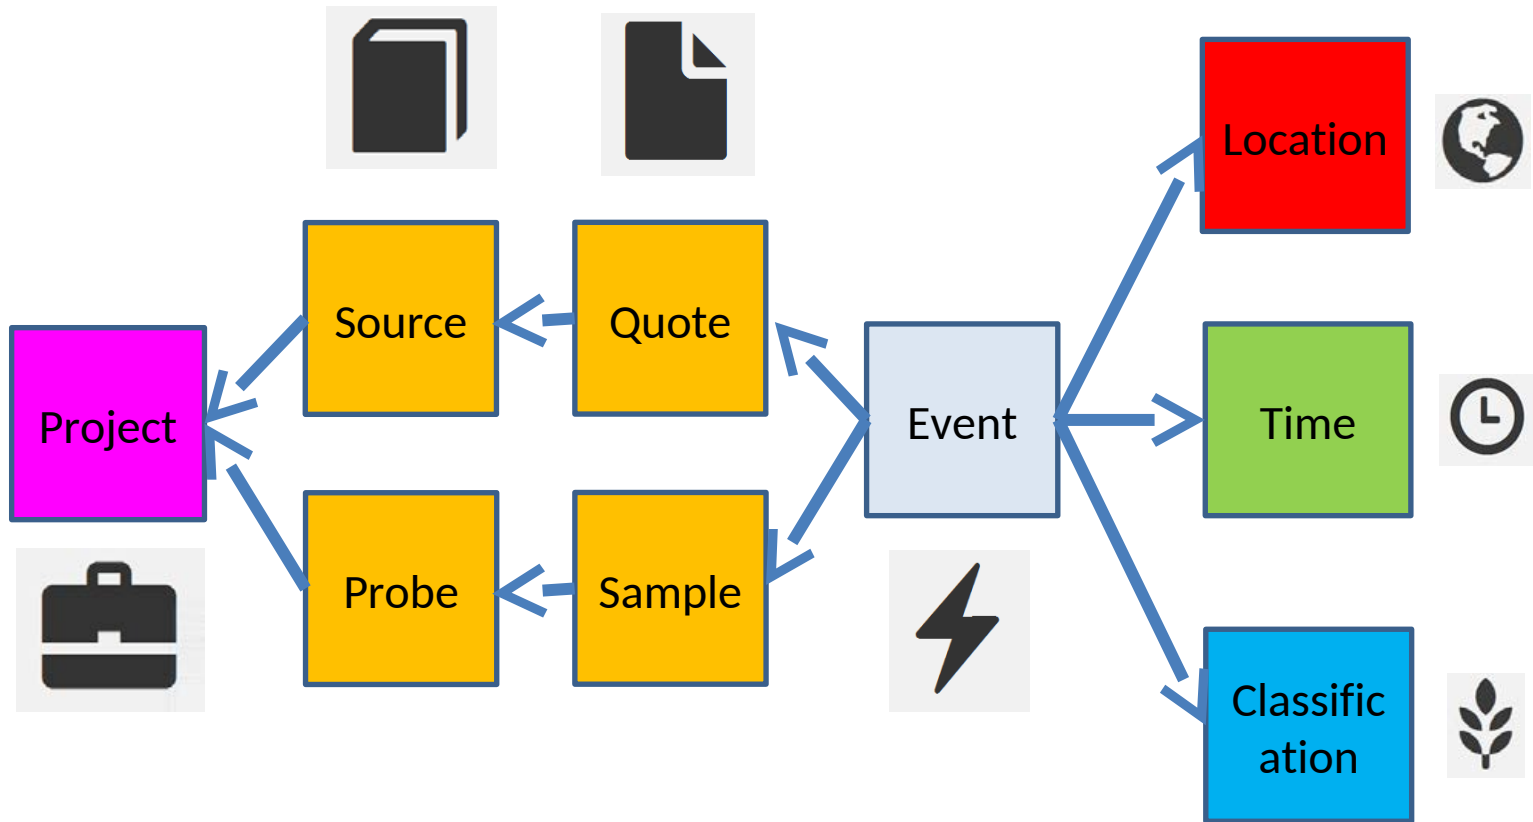 Location
Source
Quote
Project
Event
Time
Probe
Sample
Classific
ation